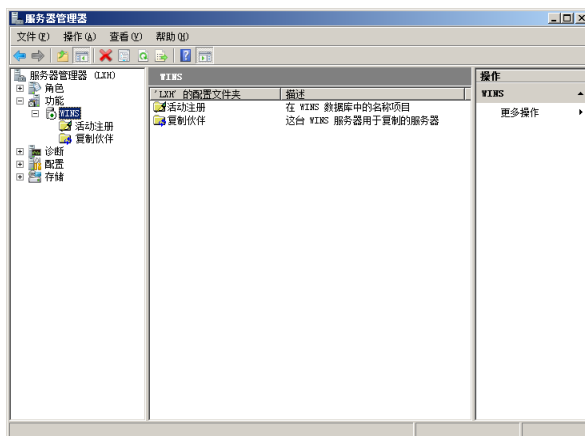 服务器管理器
文件(F) 操作(A) 查看(V) 帮助(H)
服务器管理器 (LXH)
角色
功能
WINS
活动注册
复制伙伴
诊断
配置
存储
WINS
'LXH' 的配置文件夹 描述
活动注册 在 WINS 数据库中的名称项目
复制伙伴 这台 WINS 服务器用于复制的服务器
操作
WINS
更多操作